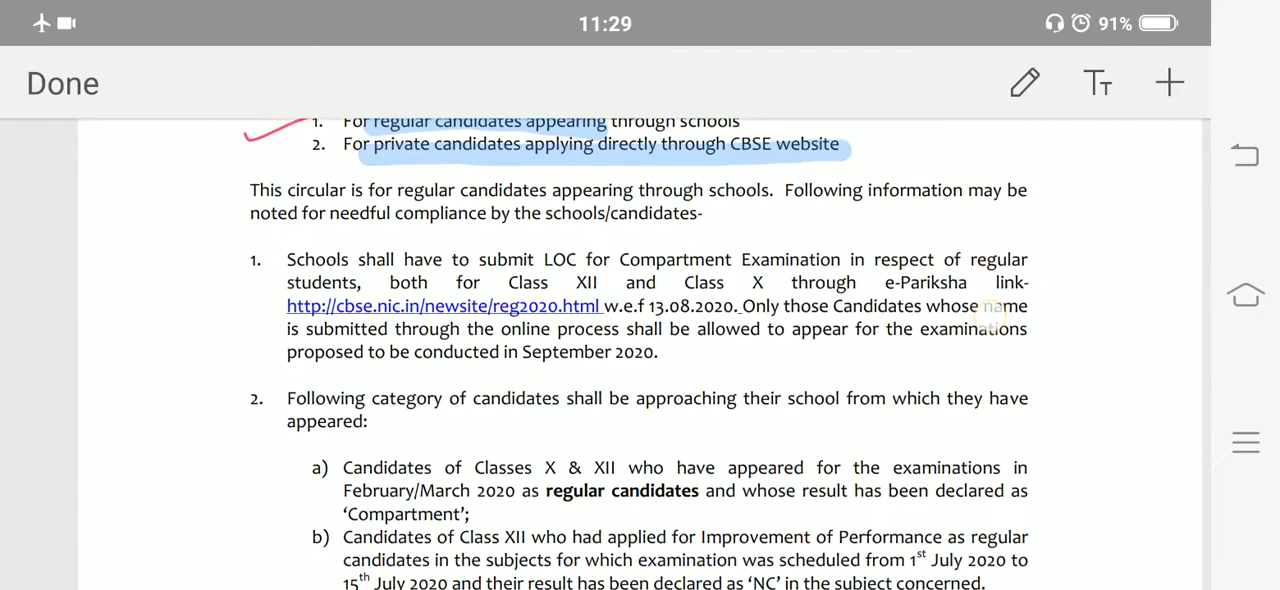 11:29
91%
Done
1. For regular candidates appearing through schools
2. For private candidates applying directly through CBSE website
This circular is for regular candidates appearing through schools. Following information may be
noted for needful compliance by the schools/candidates-
1. Schools shall have to submit LOC for Compartment Examination in respect of regular
students, both for Class XII and Class X through e-Pariksha link-
http://cbse.nic.in/newsite/reg2020.html w.e.f 13.08.2020. Only those Candidates whose name
is submitted through the online process shall be allowed to appear for the examinations
proposed to be conducted in September 2020.
2. Following category of candidates shall be approaching their school from which they have
appeared:
a) Candidates of Classes X & XII who have appeared for the examinations in
February/March 2020 as regular candidates and whose result has been declared as
‘Compartment’;
b) Candidates of Class XII who had applied for Improvement of Performance as regular
candidates in the subjects for which examination was scheduled from 1st July 2020 to
15th July 2020 and their result has been declared as ‘NC’ in the subject concerned.